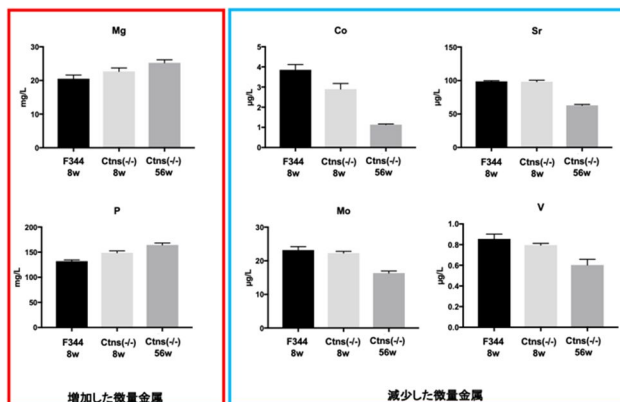 Mg
mg/L
30
20
10
0
F344 Ctns(-/-) Ctns(-/-)
8w 8w 56w
P
mg/L
200
150
100
50
0
F344 Ctns(-/-) Ctns(-/-)
8w 8w 56w
増加した微量金属
Co
µg/L
5
4
3
2
1
0
F344 Ctns(-/-) Ctns(-/-)
8w 8w 56w
Sr
µg/L
150
100
50
0
F344 Ctns(-/-) Ctns(-/-)
8w 8w 56w
Mo
µg/L
30
20
10
0
F344 Ctns(-/-) Ctns(-/-)
8w 8w 56w
V
µg/L
1.0
0.8
0.6
0.4
0.2
0.0
F344 Ctns(-/-) Ctns(-/-)
8w 8w 56w
減少した微量金属